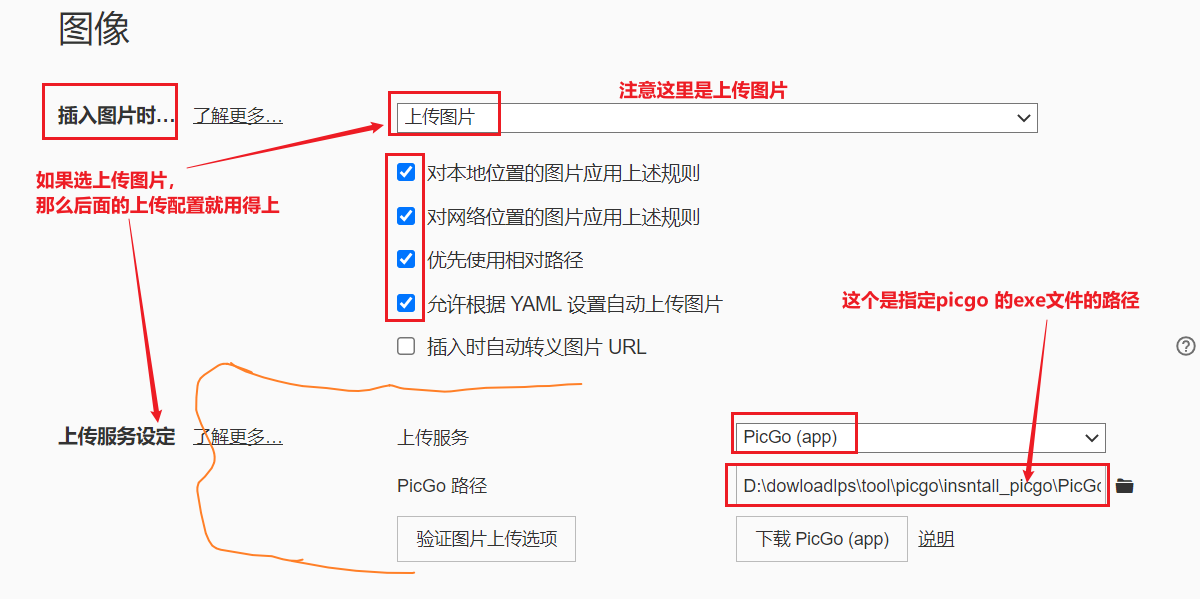 图像
注意这里是上传图片
插入图片时... 了解更多... 上传图片
对本地位置的图片应用上述规则
如果选上传图片，
那么后面的上传配置就用得上
对网络位置的图片应用上述规则
优先使用相对路径
允许根据 YAML 设置自动上传图片
这个是指定picgo 的exe文件的路径
插入时自动转义图片 URL
上传服务设定 了解更多... 上传服务 PicGo (app)
PicGo 路径 D:\dowloadlps\tool\picgo\insntall_picgo\PicGo
验证图片上传选项 下载 PicGo (app) 说明